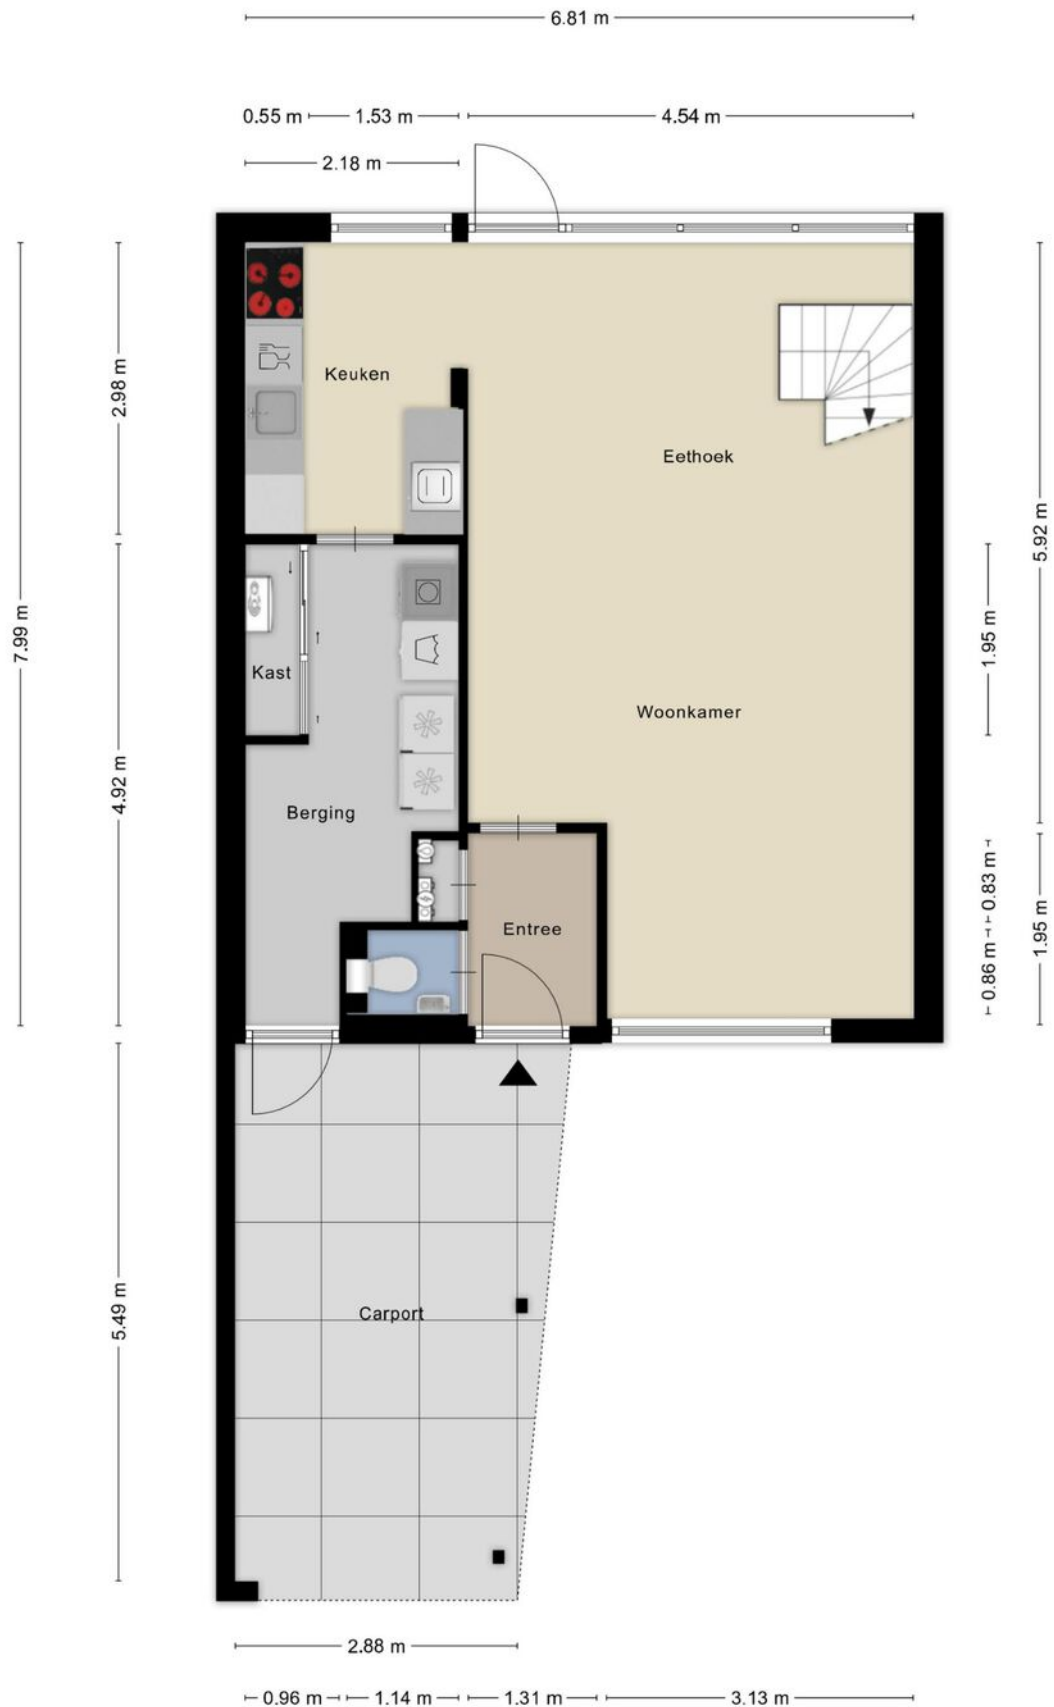 6.81 m
0.55 m
1.53 m
4.54 m
2.18 m
2.98 m
Keuken
Eethoek
5.92 m
7.99 m
1.95 m
Kast
Woonkamer
4.92 m
Berging
0.83 m
Entree
0.86 m
1.95 m
5.49 m
Carport
2.88 m
0.96 m
1.14 m
1.31 m
3.13 m